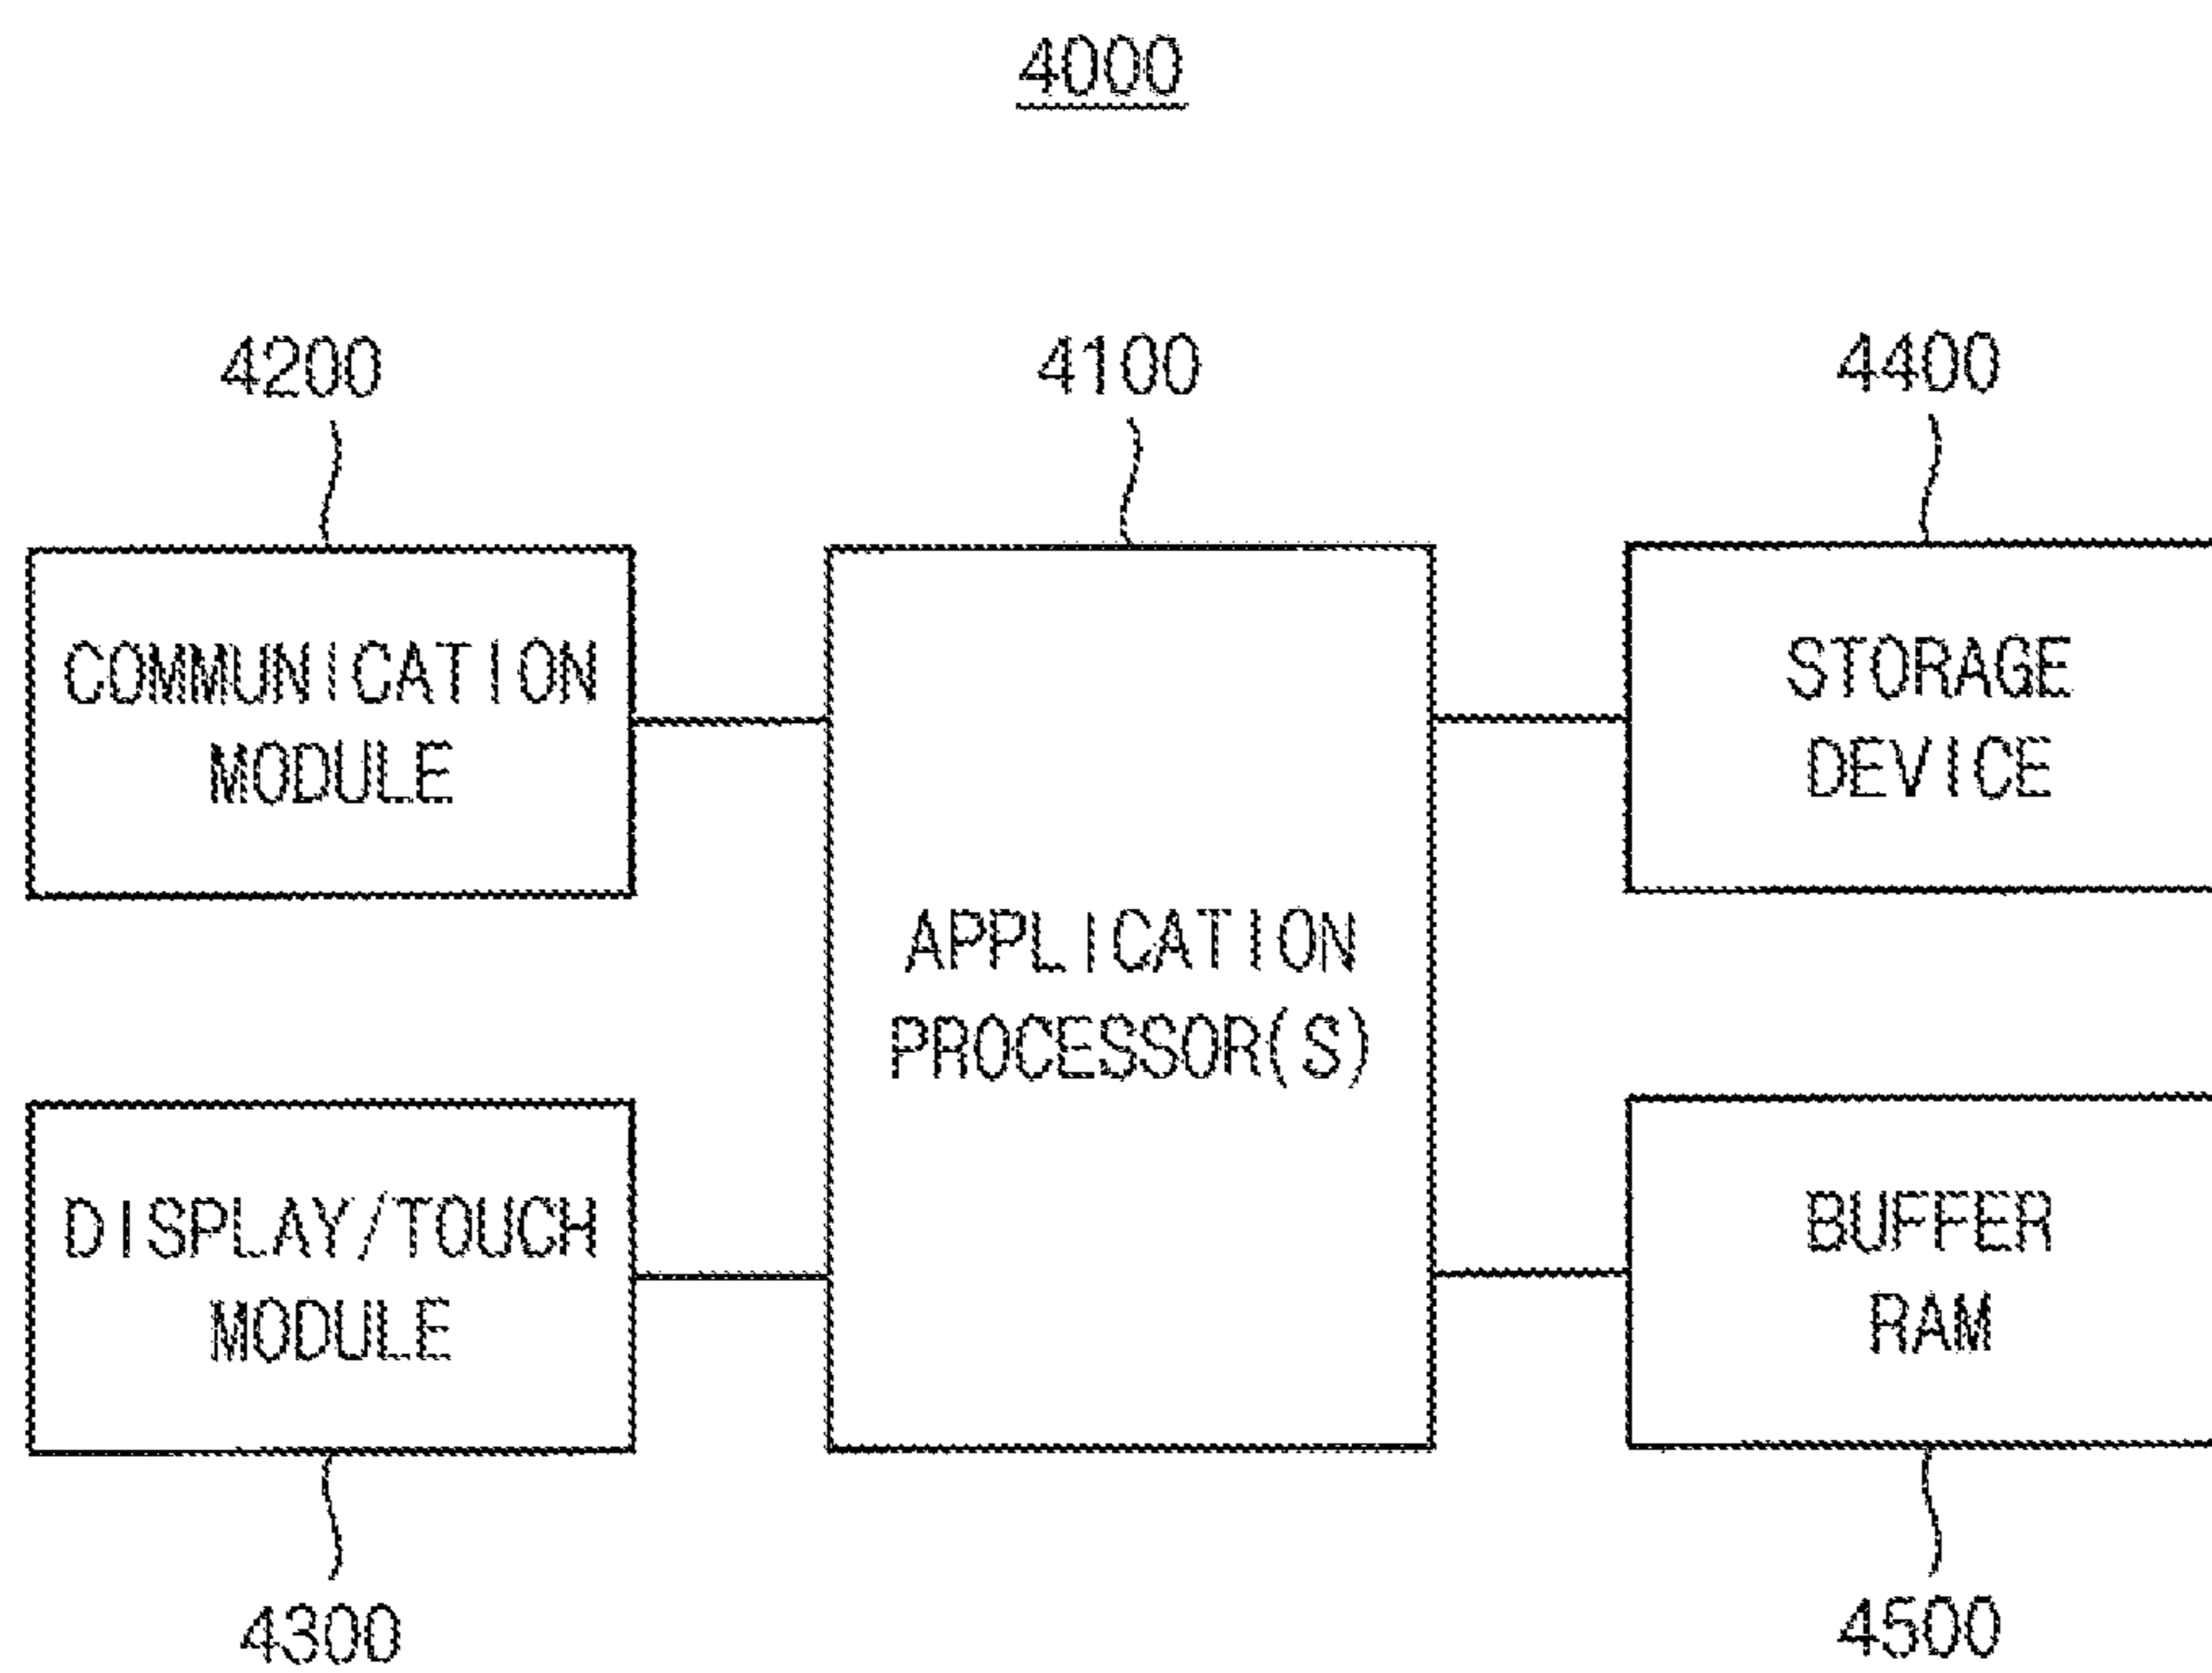 4000
4200
4100
4400
COMMUNICATION
MODULE
APPLICATION
PROCESSOR(S)
STORAGE
DEVICE
DISPLAY/TOUCH
MODULE
BUFFER
RAM
4300
4500